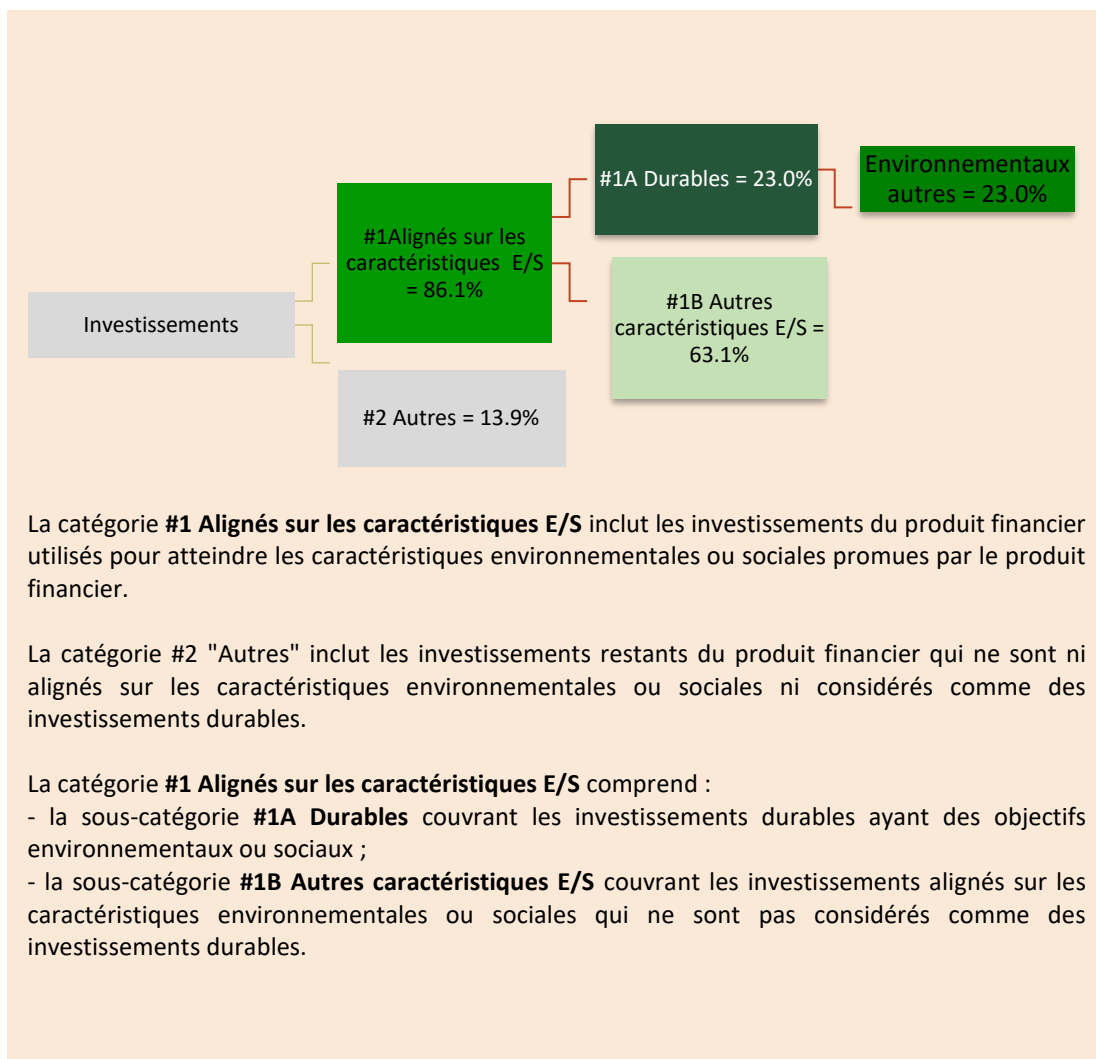 Investissements
#1Alignés sur les
caractéristiques E/S
= 86.1%
#2 Autres = 13.9%
#1A Durables = 23.0%
#1B Autres
caractéristiques E/S =
63.1%
Environnementaux
autres = 23.0%
La catégorie #1 Alignés sur les caractéristiques E/S inclut les investissements du produit financier
utilisés pour atteindre les caractéristiques environnementales ou sociales promues par le produit
financier.
La catégorie #2 "Autres" inclut les investissements restants du produit financier qui ne sont ni
alignés sur les caractéristiques environnementales ou sociales ni considérés comme des
investissements durables.
La catégorie #1 Alignés sur les caractéristiques E/S comprend :
- la sous-catégorie #1A Durables couvrant les investissements durables ayant des objectifs
environnementaux ou sociaux ;
- la sous-catégorie #1B Autres caractéristiques E/S couvrant les investissements alignés sur les
caractéristiques environnementales ou sociales qui ne sont pas considérés comme des
investissements durables.